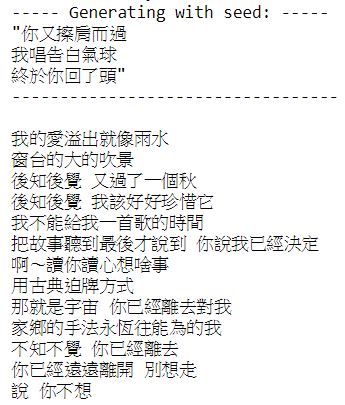 ----- Generating with seed: -----
"你又擦肩而過
我唱告白氣球
終於你回了頭"
---------------------------------
我的愛溢出就像雨水
窗台的大的吹景
後知後覺 又過了一個秋
後知後覺 我該好好珍惜它
我不能給我一首歌的時間
把故事聽到最後才說到 你說我已經決定
啊～讀你讀心想啥事
用古典迫牌方式
那就是宇宙 你已經離去對我
家鄉的手法永恆往能為的我
不知不覺 你已經離去
你已經遠遠離開 別想走
說 你不想